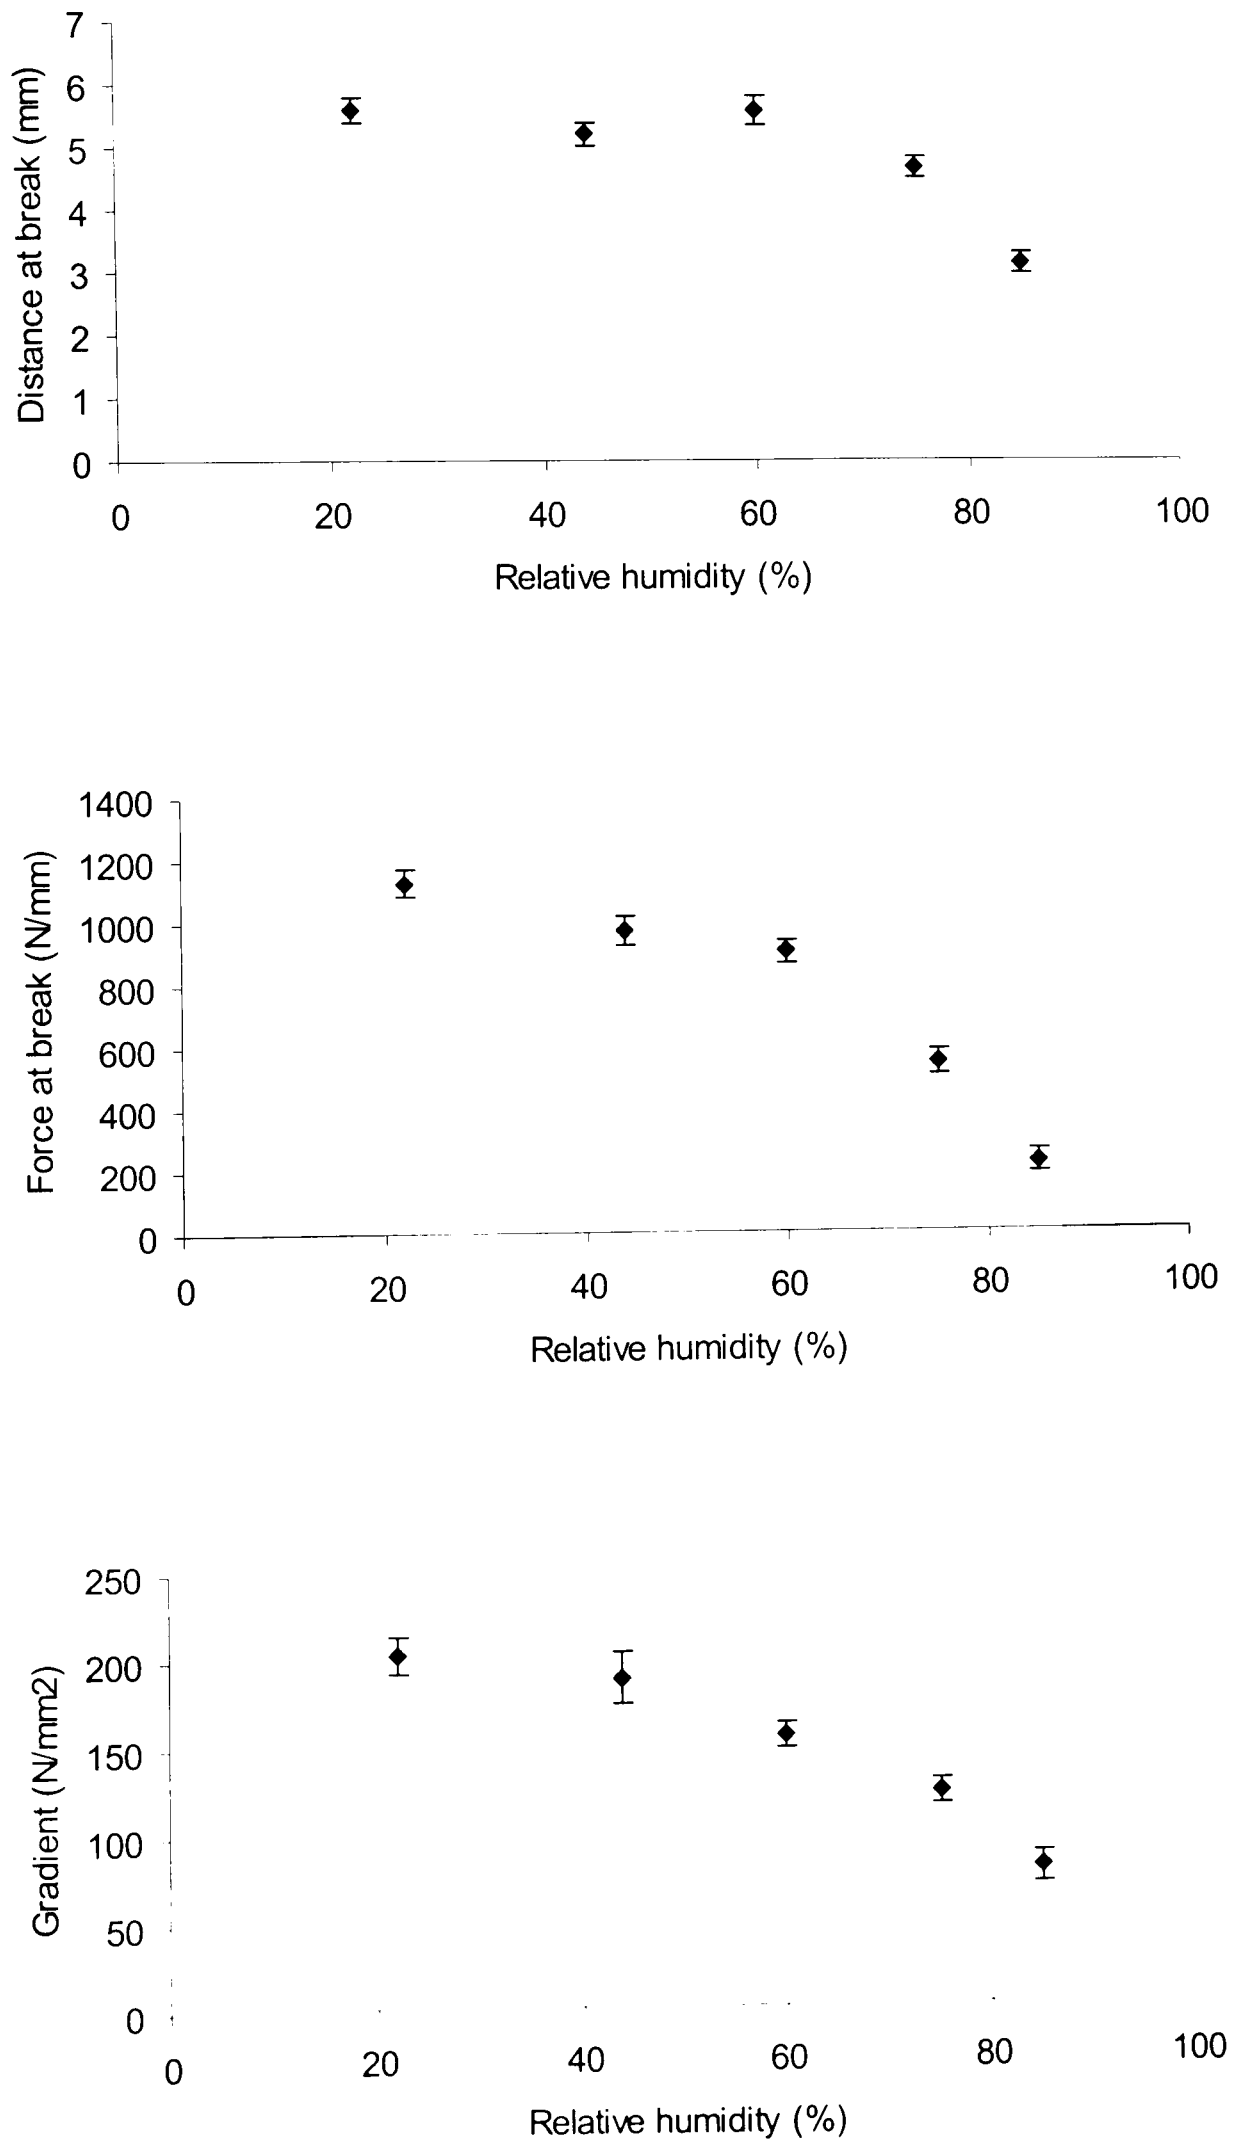 7
6
5
4
3
2
1
0
Distance at break (mm)
0 20 40 60 80 100
Relative humidity (%)
1400
1200
1000
800
600
400
200
0
Force at break (N/mm)
0 20 40 60 80 100
Relative humidity (%)
250
200
150
100
50
0
Gradient (N/mm2)
0 20 40 60 80 100
Relative humidity (%)